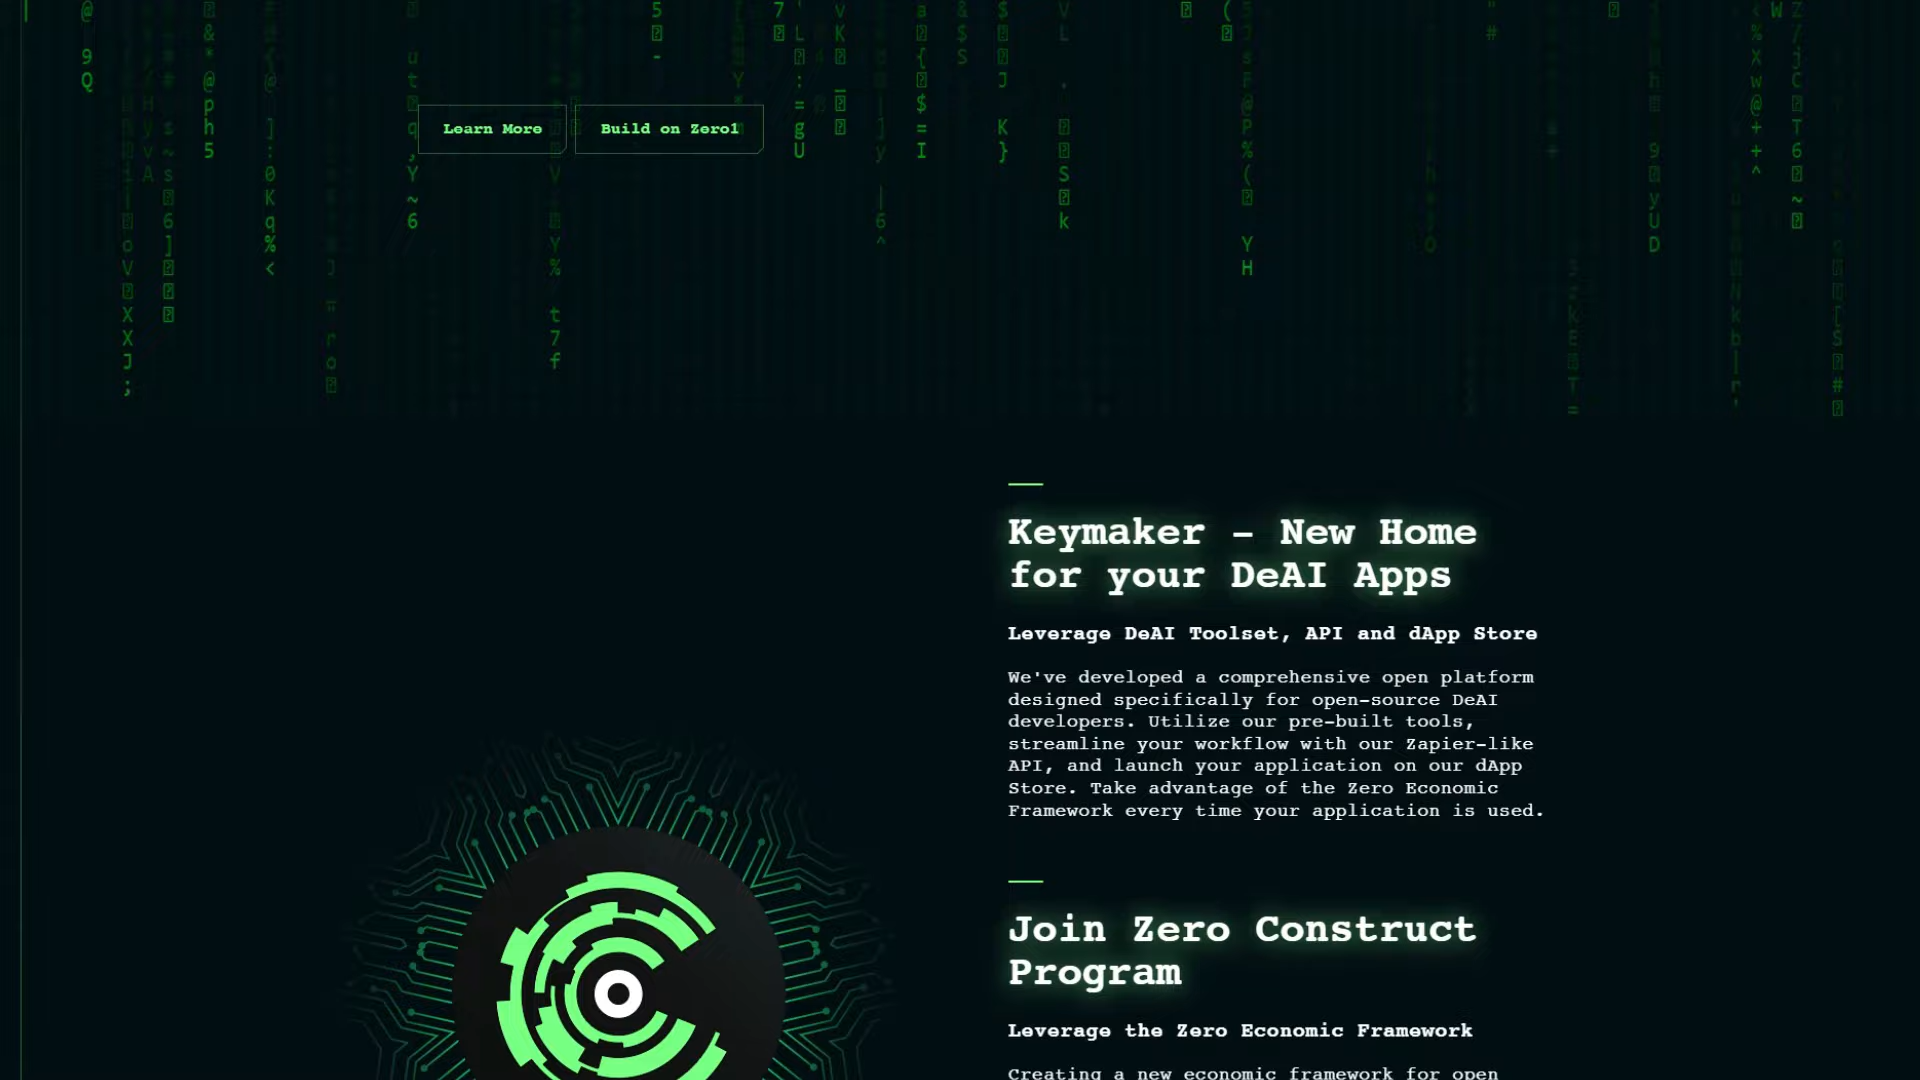 Learn More
Build on Zero1
Keymaker – New Home
for your DeAI Apps
Leverage DeAI Toolset, API and dApp Store
We've developed a comprehensive open platform
designed specifically for open-source DeAI
developers. Utilize our pre-built tools,
streamline your workflow with our Zapier-like
API, and launch your application on our dApp
Store. Take advantage of the Zero Economic
Framework every time your application is used.
Join Zero Construct
Program
Leverage the Zero Economic Framework
Creating a new economic framework for open